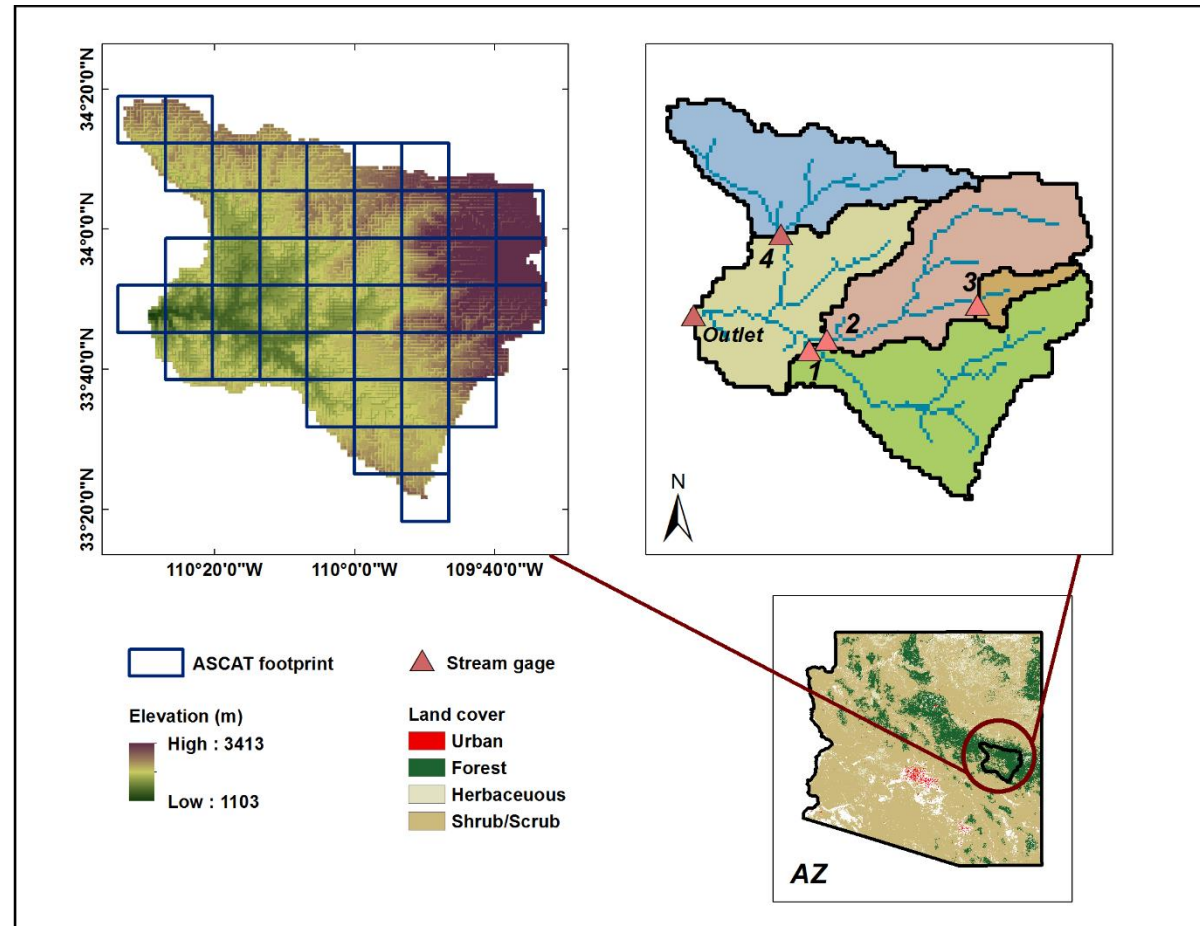 34°20'0"N
34°0'0"N
33°40'0"N
33°20'0"N
110°20'0"W
110°0'0"W
109°40'0"W
4
3
2
Outlet
1
N
ASCAT footprint
Stream gage
Elevation (m)
High : 3413
Low : 1103
Land cover
Urban
Forest
Herbaceuous
Shrub/Scrub
AZ